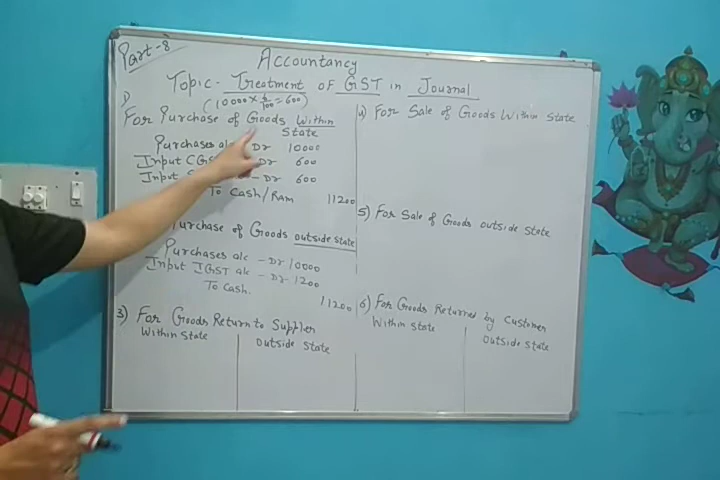 Part-8
Accountancy
Topic- Treatment of GST in Journal
(10000 × 6/100 = 600)
1) For Purchase of Goods Within State
Purchases a/c Dr 10000
Input CGST Dr 600
Input - Dr 600
To Cash/Ram 11200
Purchase of Goods outside state
Purchases a/c - Dr 10000
Input IGST a/c - Dr 1200
To Cash. 11200
3) For Goods Return to Supplier
Within State
Outside State
4) For Sale of Goods Within State
5) For Sale of Goods outside state
6) For Goods Returned by Customer
Within state
Outside State